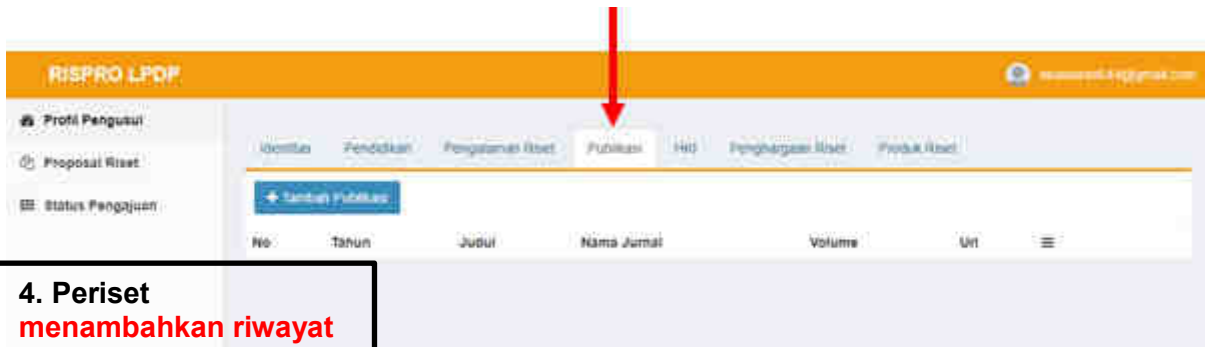 RISPRO LPDP
Profil Pengusul
Proposal Riset
Status Pengajuan
Identitas Pendidikan Pengalaman Riset Publikasi HKI Penghargaan Riset Produk Riset
+ Tambah Publikasi
No Tahun Judul Nama Jurnal Volume Url
4. Periset
menambahkan riwayat